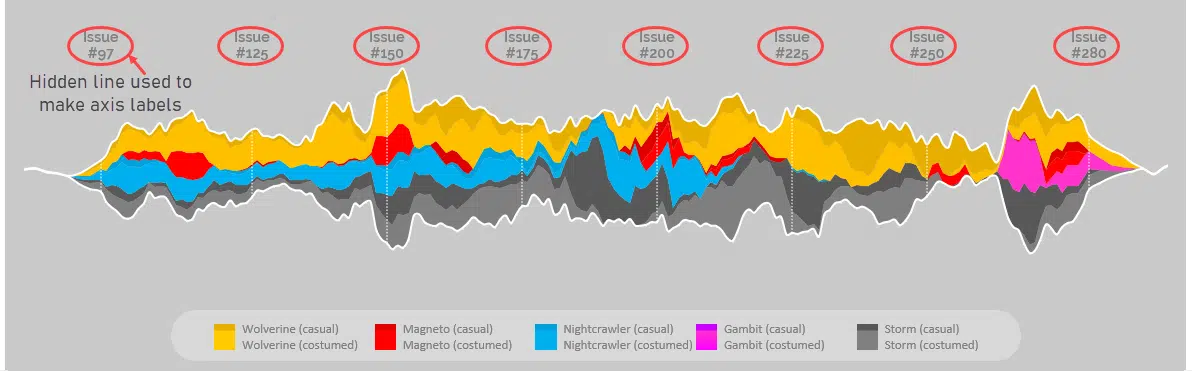 Issue
#97
Issue
#125
Issue
#150
Issue
#175
Issue
#200
Issue
#225
Issue
#250
Issue
#280
Hidden line used to
make axis labels
Wolverine (casual)
Wolverine (costumed)
Magneto (casual)
Magneto (costumed)
Nightcrawler (casual)
Nightcrawler (costumed)
Gambit (casual)
Gambit (costumed)
Storm (casual)
Storm (costumed)